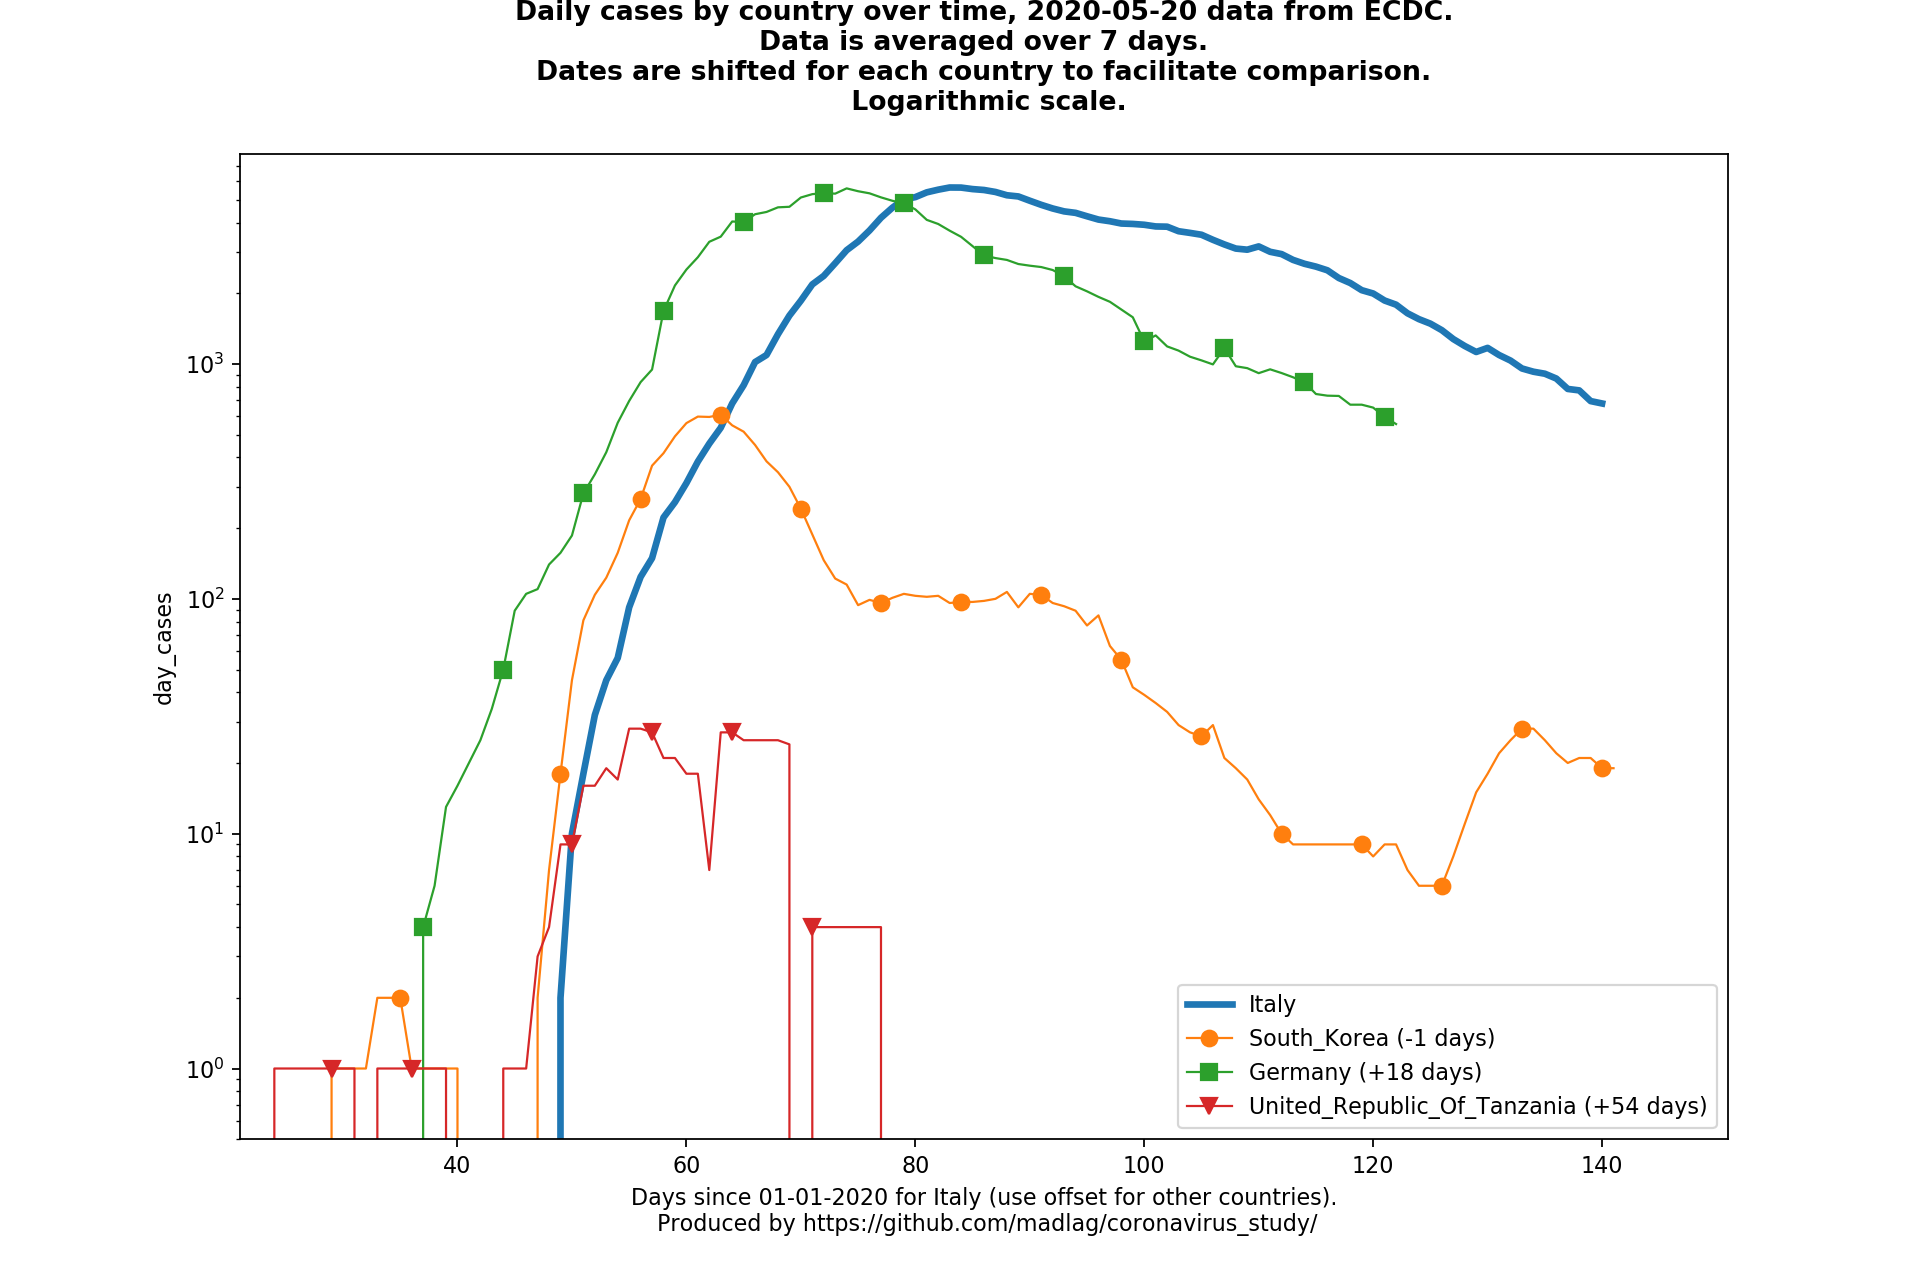 Daily cases by country over time, 2020-05-20 data from ECDC.
Data is averaged over 7 days.
Dates are shifted for each country to facilitate comparison.
Logarithmic scale.
day_cases
10³
10²
10¹
10⁰
40 60 80 100 120 140
Italy
South_Korea (-1 days)
Germany (+18 days)
United_Republic_Of_Tanzania (+54 days)
Days since 01-01-2020 for Italy (use offset for other countries).
Produced by https://github.com/madlag/coronavirus_study/